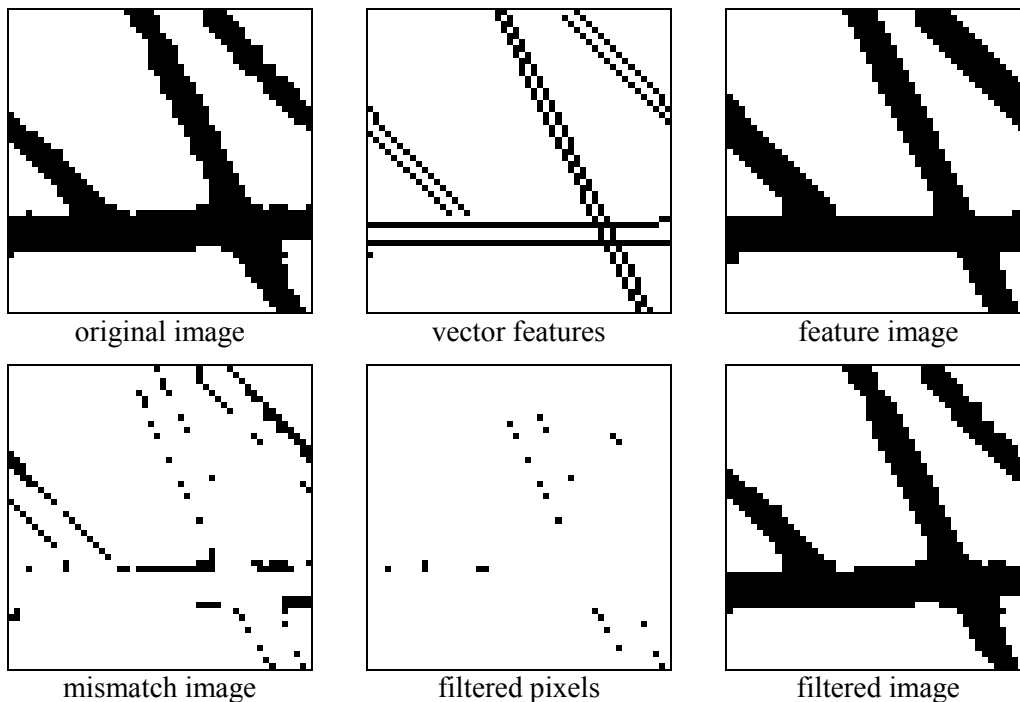 original image
vector features
feature image
mismatch image
filtered pixels
filtered image